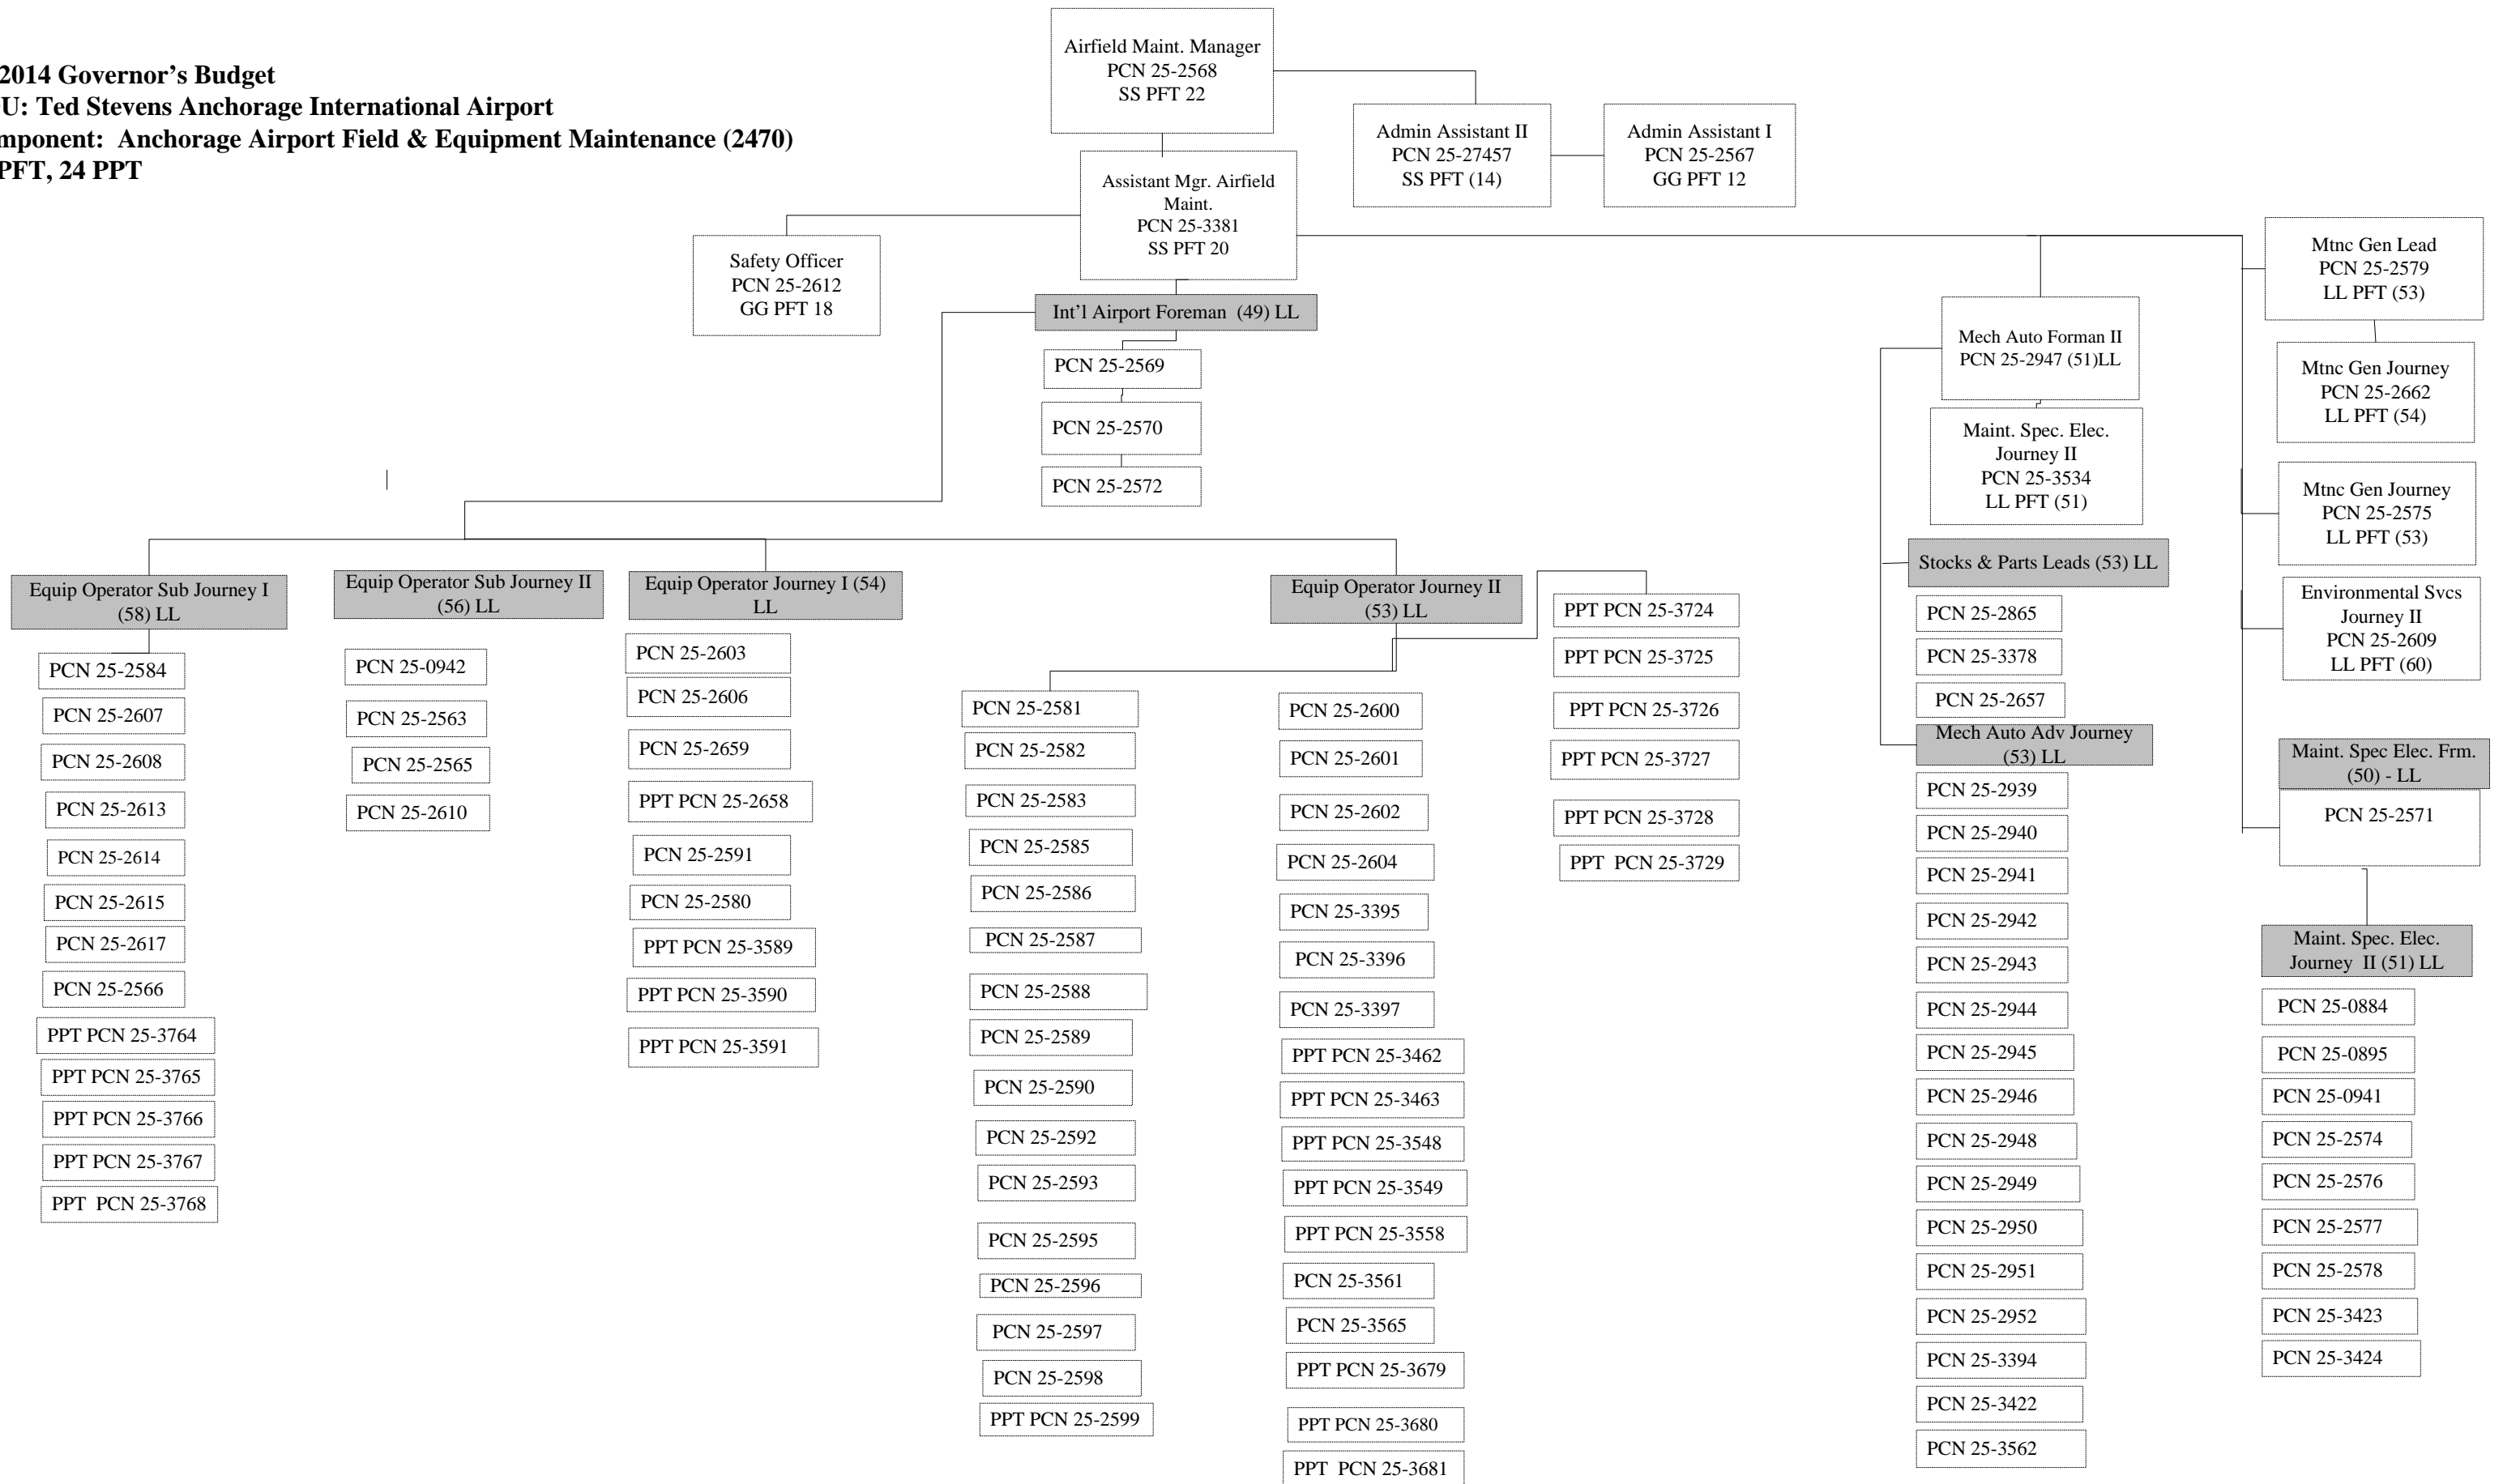 2014 Governor's Budget
U: Ted Stevens Anchorage International Airport
mponent: Anchorage Airport Field & Equipment Maintenance (2470)
PFT, 24 PPT
Airfield Maint. Manager
PCN 25-2568
SS PFT 22
Admin Assistant II
PCN 25-27457
SS PFT (14)
Admin Assistant I
PCN 25-2567
GG PFT 12
Assistant Mgr. Airfield
Maint.
PCN 25-3381
SS PFT 20
Safety Officer
PCN 25-2612
GG PFT 18
Int'l Airport Foreman (49) LL
PCN 25-2569
PCN 25-2570
PCN 25-2572
Equip Operator Sub Journey I
(58) LL
PCN 25-2584
PCN 25-2607
PCN 25-2608
PCN 25-2613
PCN 25-2614
PCN 25-2615
PCN 25-2617
PCN 25-2566
PPT PCN 25-3764
PPT PCN 25-3765
PPT PCN 25-3766
PPT PCN 25-3767
PPT PCN 25-3768
Equip Operator Sub Journey II
(56) LL
PCN 25-0942
PCN 25-2563
PCN 25-2565
PCN 25-2610
Equip Operator Journey I (54)
LL
PCN 25-2603
PCN 25-2606
PCN 25-2659
PPT PCN 25-2658
PCN 25-2591
PCN 25-2580
PPT PCN 25-3589
PPT PCN 25-3590
PPT PCN 25-3591
Equip Operator Journey II
(53) LL
PCN 25-2581
PCN 25-2582
PCN 25-2583
PCN 25-2585
PCN 25-2586
PCN 25-2587
PCN 25-2588
PCN 25-2589
PCN 25-2590
PCN 25-2592
PCN 25-2593
PCN 25-2595
PCN 25-2596
PCN 25-2597
PCN 25-2598
PPT PCN 25-2599
PCN 25-2600
PCN 25-2601
PCN 25-2602
PCN 25-2604
PCN 25-3395
PCN 25-3396
PCN 25-3397
PPT PCN 25-3462
PPT PCN 25-3463
PPT PCN 25-3548
PPT PCN 25-3549
PPT PCN 25-3558
PCN 25-3561
PCN 25-3565
PPT PCN 25-3679
PPT PCN 25-3680
PPT PCN 25-3681
PPT PCN 25-3724
PPT PCN 25-3725
PPT PCN 25-3726
PPT PCN 25-3727
PPT PCN 25-3728
PPT PCN 25-3729
Mech Auto Forman II
PCN 25-2947 (51)LL
Maint. Spec. Elec.
Journey II
PCN 25-3534
LL PFT (51)
Stocks & Parts Leads (53) LL
PCN 25-2865
PCN 25-3378
PCN 25-2657
Mech Auto Adv Journey
(53) LL
PCN 25-2939
PCN 25-2940
PCN 25-2941
PCN 25-2942
PCN 25-2943
PCN 25-2944
PCN 25-2945
PCN 25-2946
PCN 25-2948
PCN 25-2949
PCN 25-2950
PCN 25-2951
PCN 25-2952
PCN 25-3394
PCN 25-3422
PCN 25-3562
Mtnc Gen Lead
PCN 25-2579
LL PFT (53)
Mtnc Gen Journey
PCN 25-2662
LL PFT (54)
Mtnc Gen Journey
PCN 25-2575
LL PFT (53)
Environmental Svcs
Journey II
PCN 25-2609
LL PFT (60)
Maint. Spec Elec. Frm.
(50) - LL
PCN 25-2571
Maint. Spec. Elec.
Journey II (51) LL
PCN 25-0884
PCN 25-0895
PCN 25-0941
PCN 25-2574
PCN 25-2576
PCN 25-2577
PCN 25-2578
PCN 25-3423
PCN 25-3424